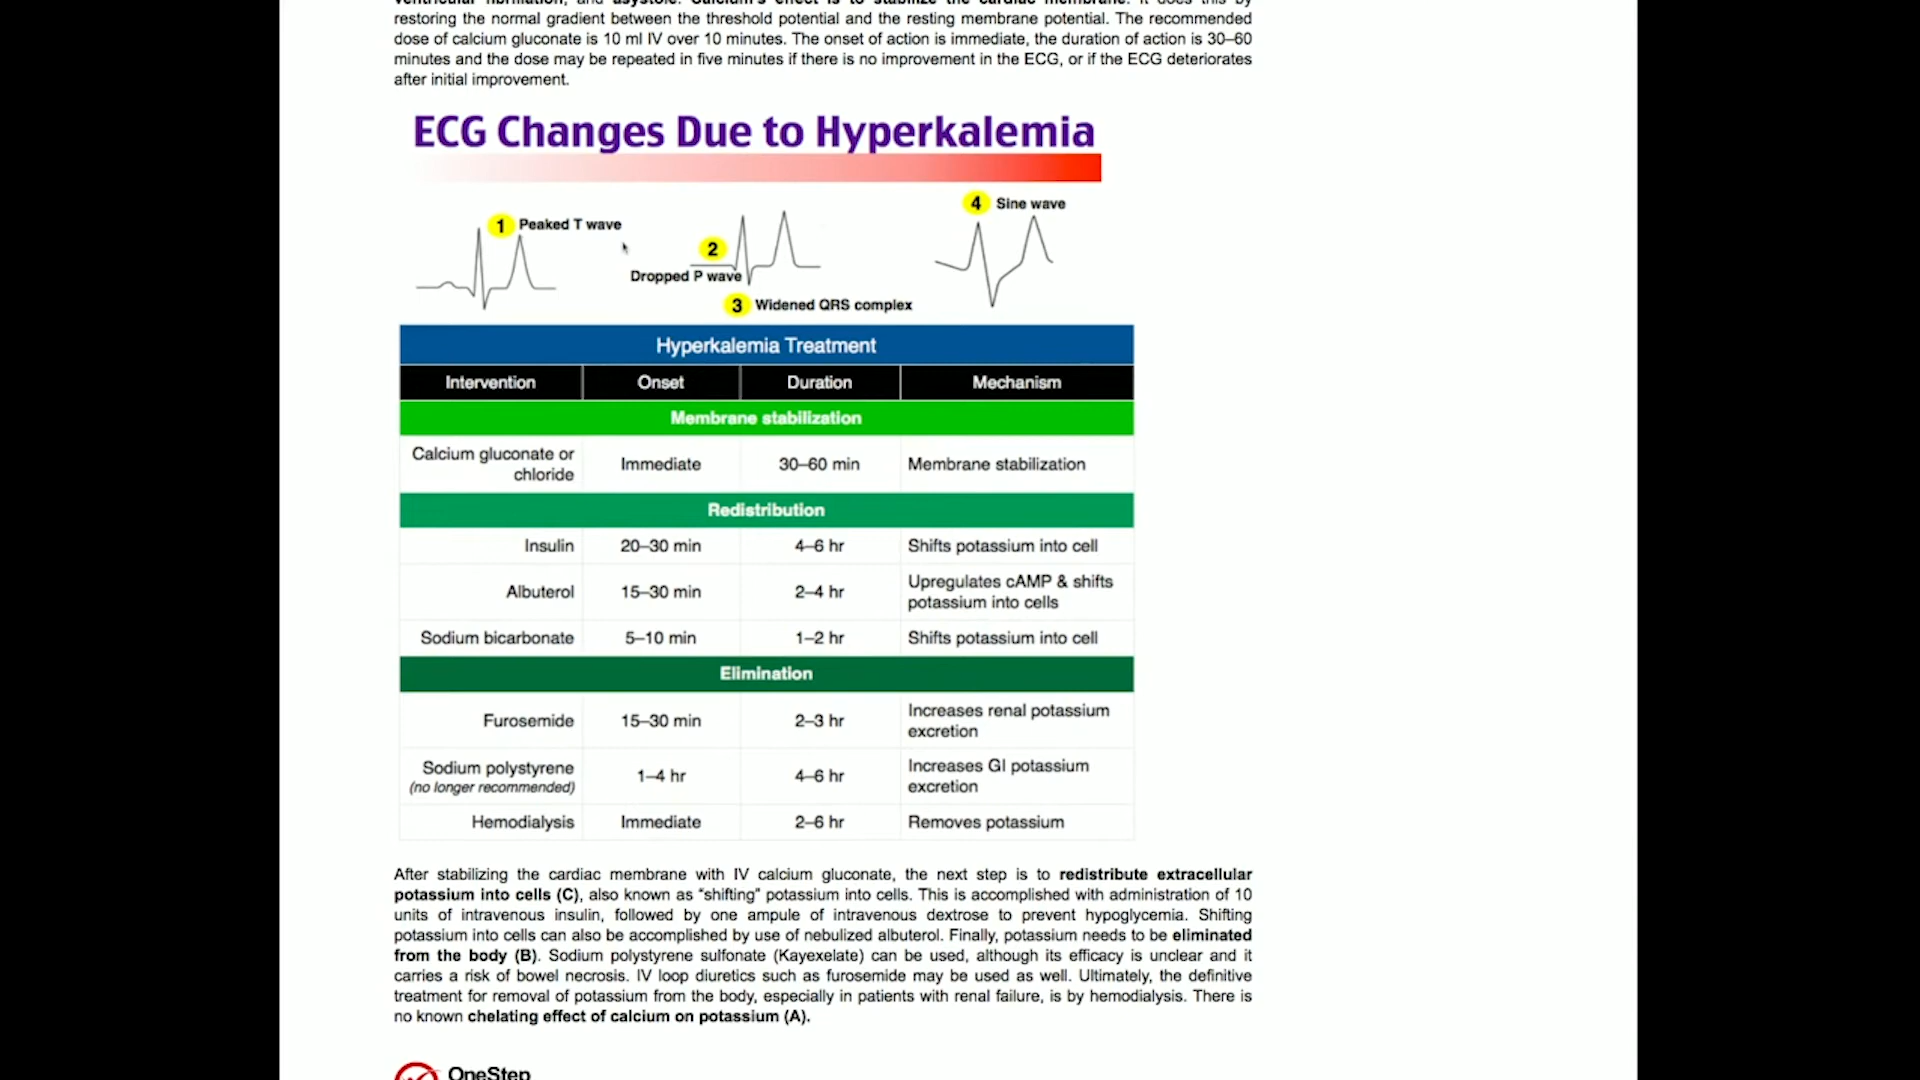 restoring the normal gradient between the threshold potential and the resting membrane potential. The recommended
dose of calcium gluconate is 10 ml IV over 10 minutes. The onset of action is immediate, the duration of action is 30–60
minutes and the dose may be repeated in five minutes if there is no improvement in the ECG, or if the ECG deteriorates
after initial improvement.
ECG Changes Due to Hyperkalemia
1 Peaked T wave
2
Dropped P wave
3 Widened QRS complex
4 Sine wave
Hyperkalemia Treatment
Intervention Onset Duration Mechanism
Membrane stabilization
Calcium gluconate or
chloride
Immediate 30–60 min Membrane stabilization
Redistribution
Insulin 20–30 min 4–6 hr Shifts potassium into cell
Albuterol 15–30 min 2–4 hr
Upregulates cAMP & shifts
potassium into cells
Sodium bicarbonate 5–10 min 1–2 hr Shifts potassium into cell
Elimination
Furosemide 15–30 min 2–3 hr
Increases renal potassium
excretion
Sodium polystyrene
(no longer recommended)
1–4 hr 4–6 hr
Increases GI potassium
excretion
Hemodialysis Immediate 2–6 hr Removes potassium
After stabilizing the cardiac membrane with IV calcium gluconate, the next step is to redistribute extracellular
potassium into cells (C), also known as “shifting” potassium into cells. This is accomplished with administration of 10
units of intravenous insulin, followed by one ampule of intravenous dextrose to prevent hypoglycemia. Shifting
potassium into cells can also be accomplished by use of nebulized albuterol. Finally, potassium needs to be eliminated
from the body (B). Sodium polystyrene sulfonate (Kayexelate) can be used, although its efficacy is unclear and it
carries a risk of bowel necrosis. IV loop diuretics such as furosemide may be used as well. Ultimately, the definitive
treatment for removal of potassium from the body, especially in patients with renal failure, is by hemodialysis. There is
no known chelating effect of calcium on potassium (A).
OneStep